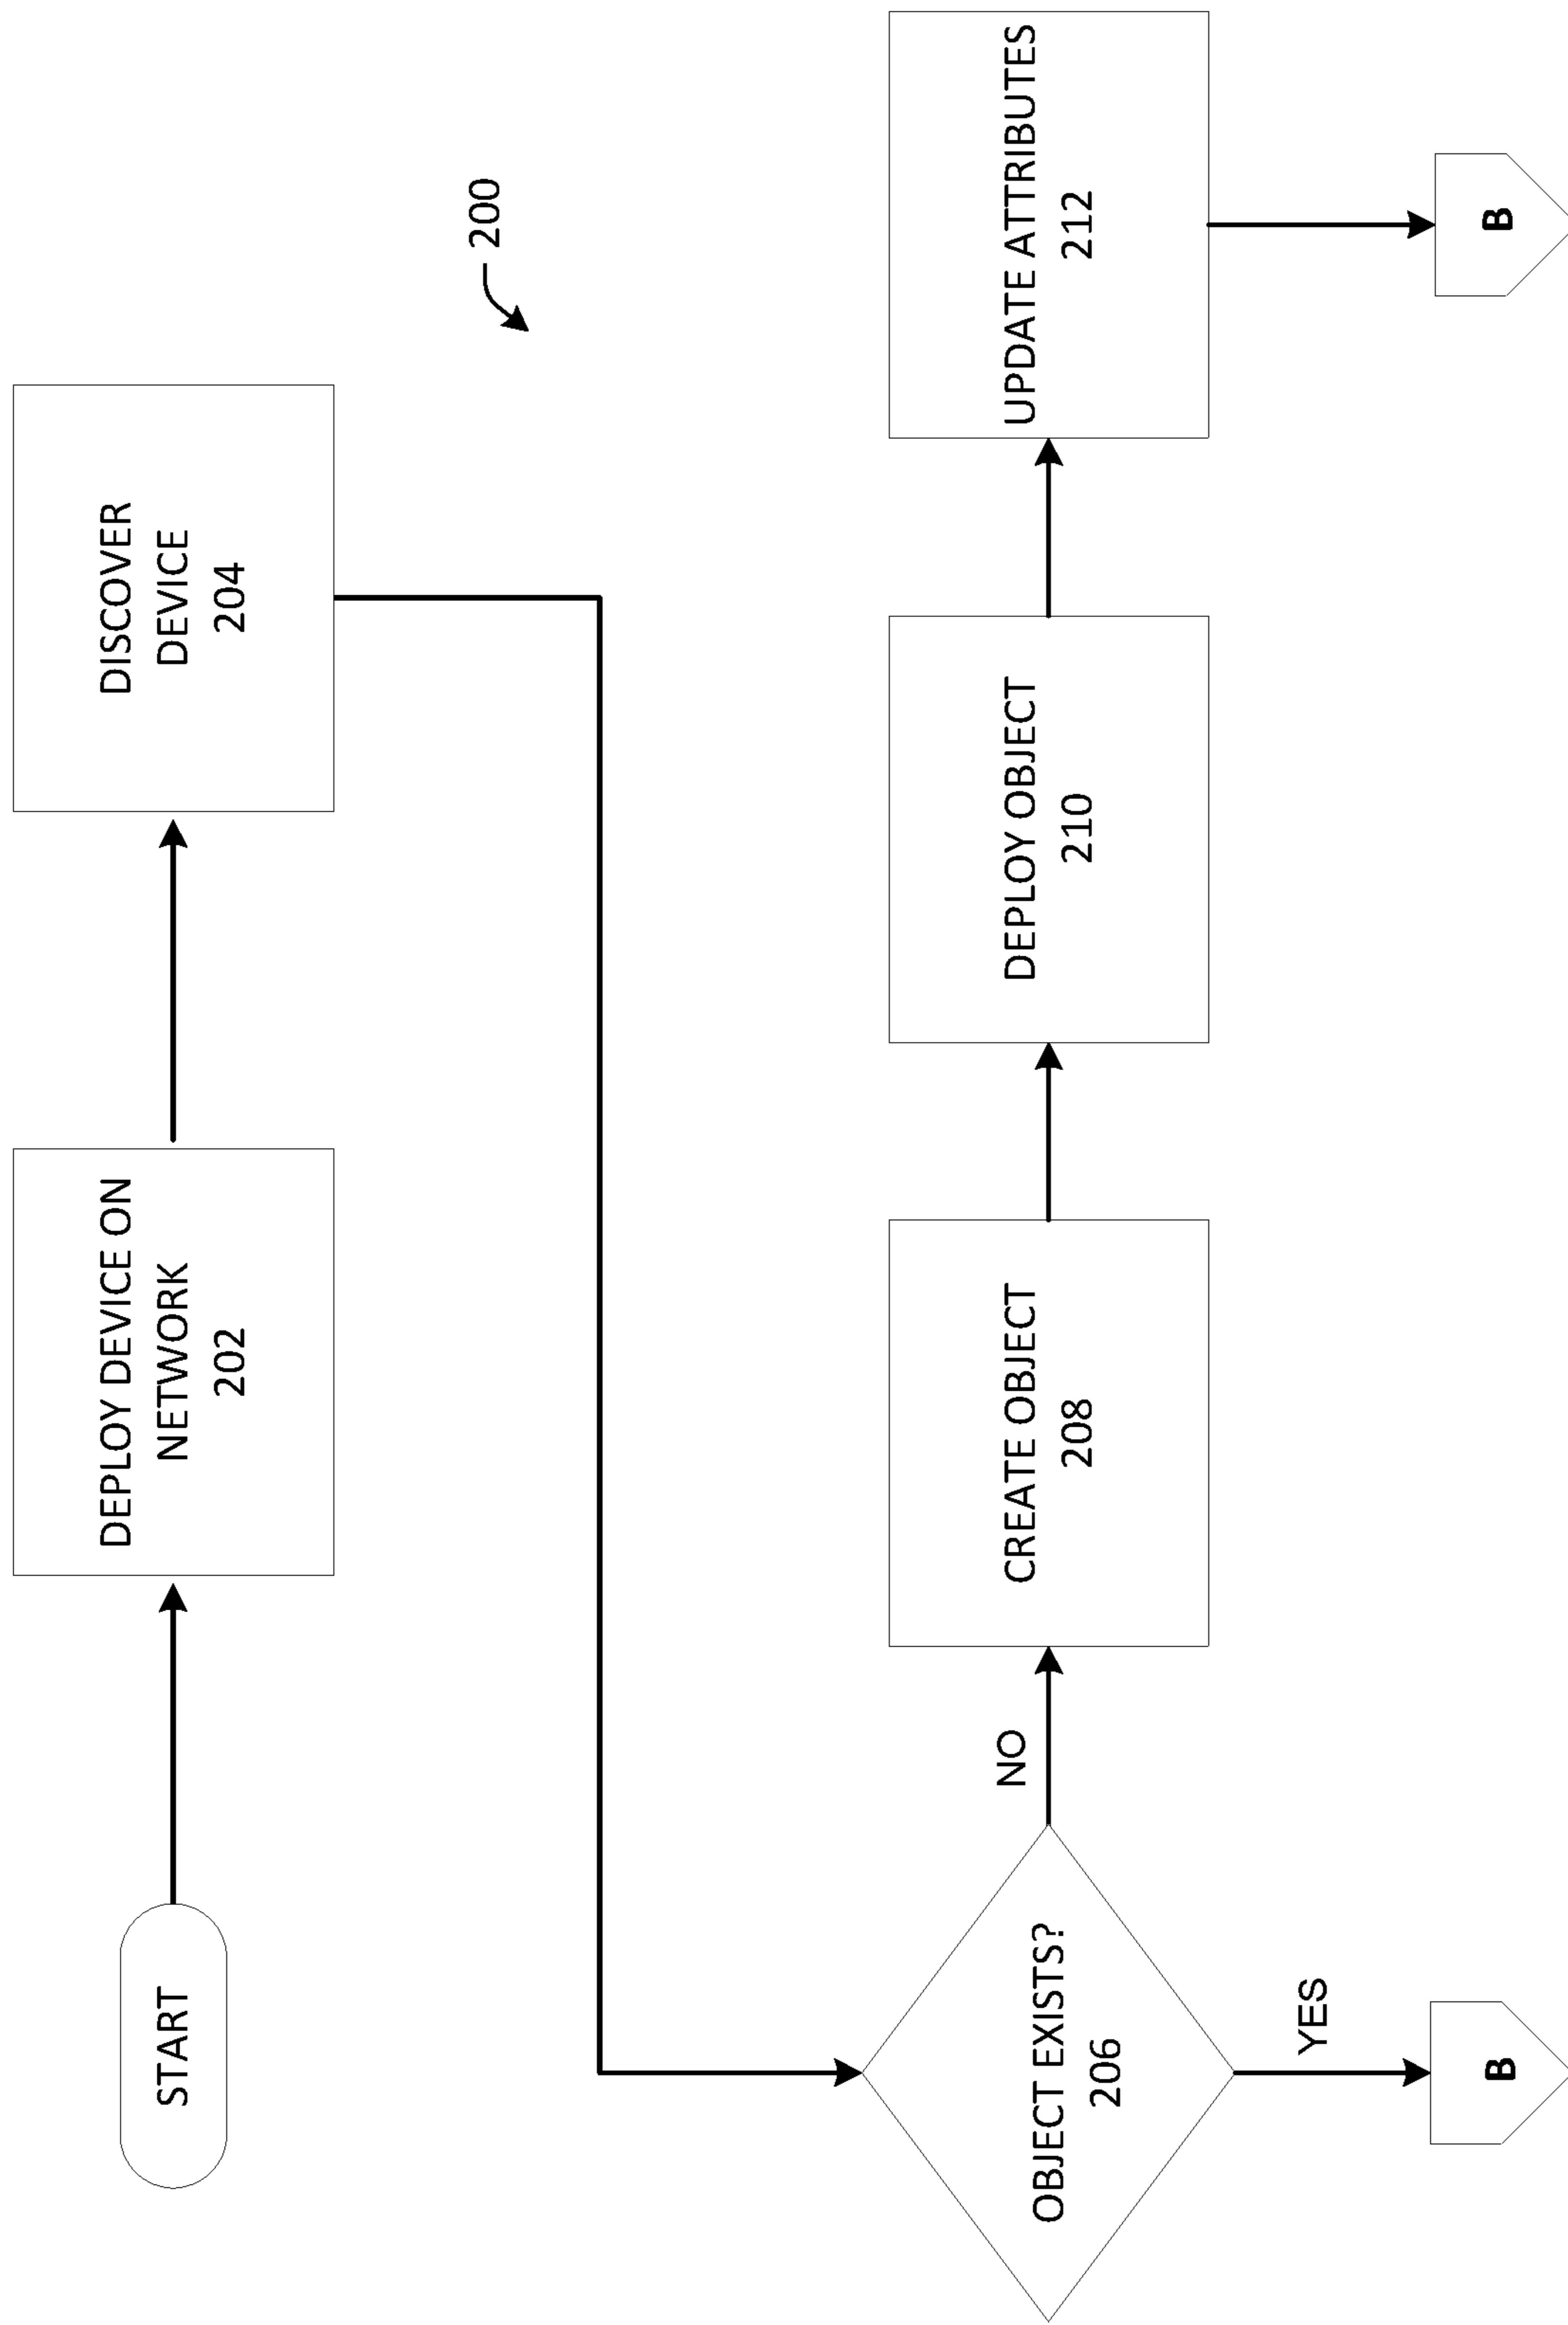 START
DEPLOY DEVICE ON
NETWORK
202
DISCOVER
DEVICE
204
200
OBJECT EXISTS?
206
NO
YES
B
CREATE OBJECT
208
DEPLOY OBJECT
210
UPDATE ATTRIBUTES
212
B